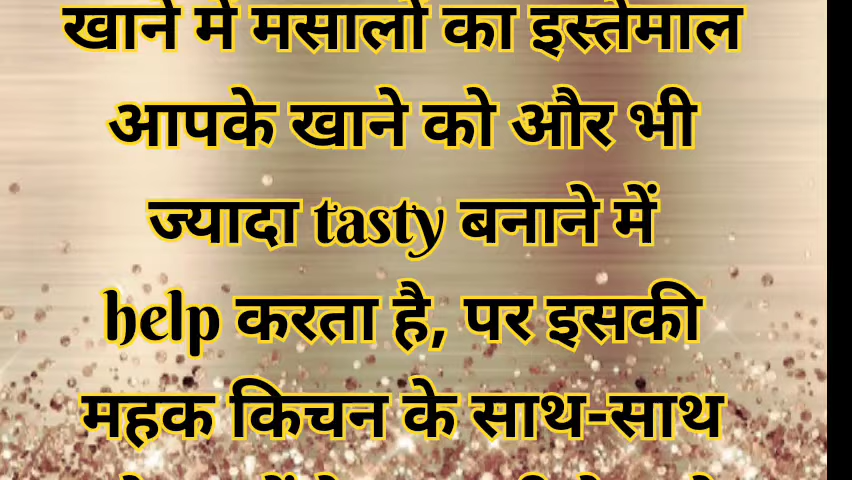 खाने में मसालों का इस्तेमाल
आपके खाने को और भी
ज्यादा tasty बनाने में
help करता है, पर इसकी
महक किचन के साथ-साथ